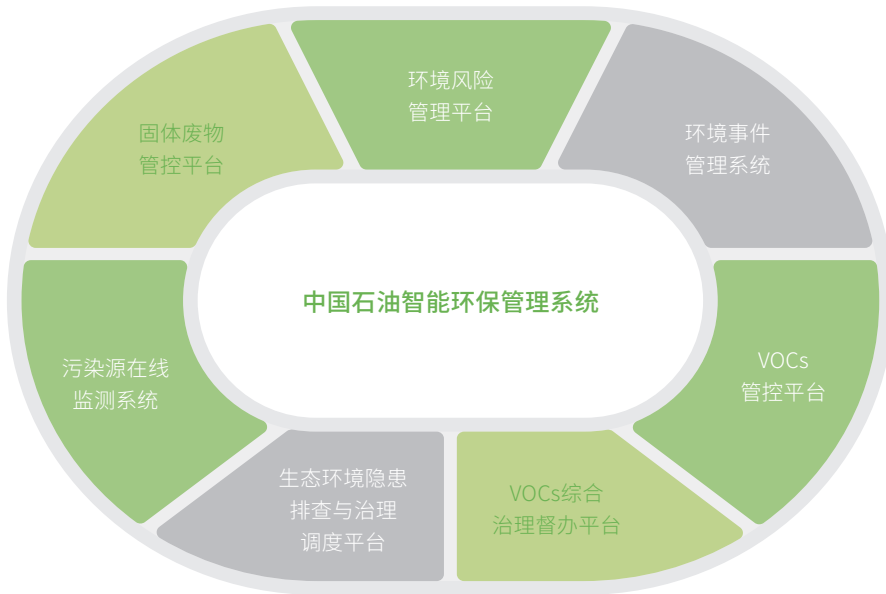 环境风险
管理平台
环境事件
管理系统
固体废物
管控平台
中国石油智能环保管理系统
VOCs
管控平台
污染源在线
监测系统
生态环境隐患
排查与治理
调度平台
VOCs综合
治理督办平台